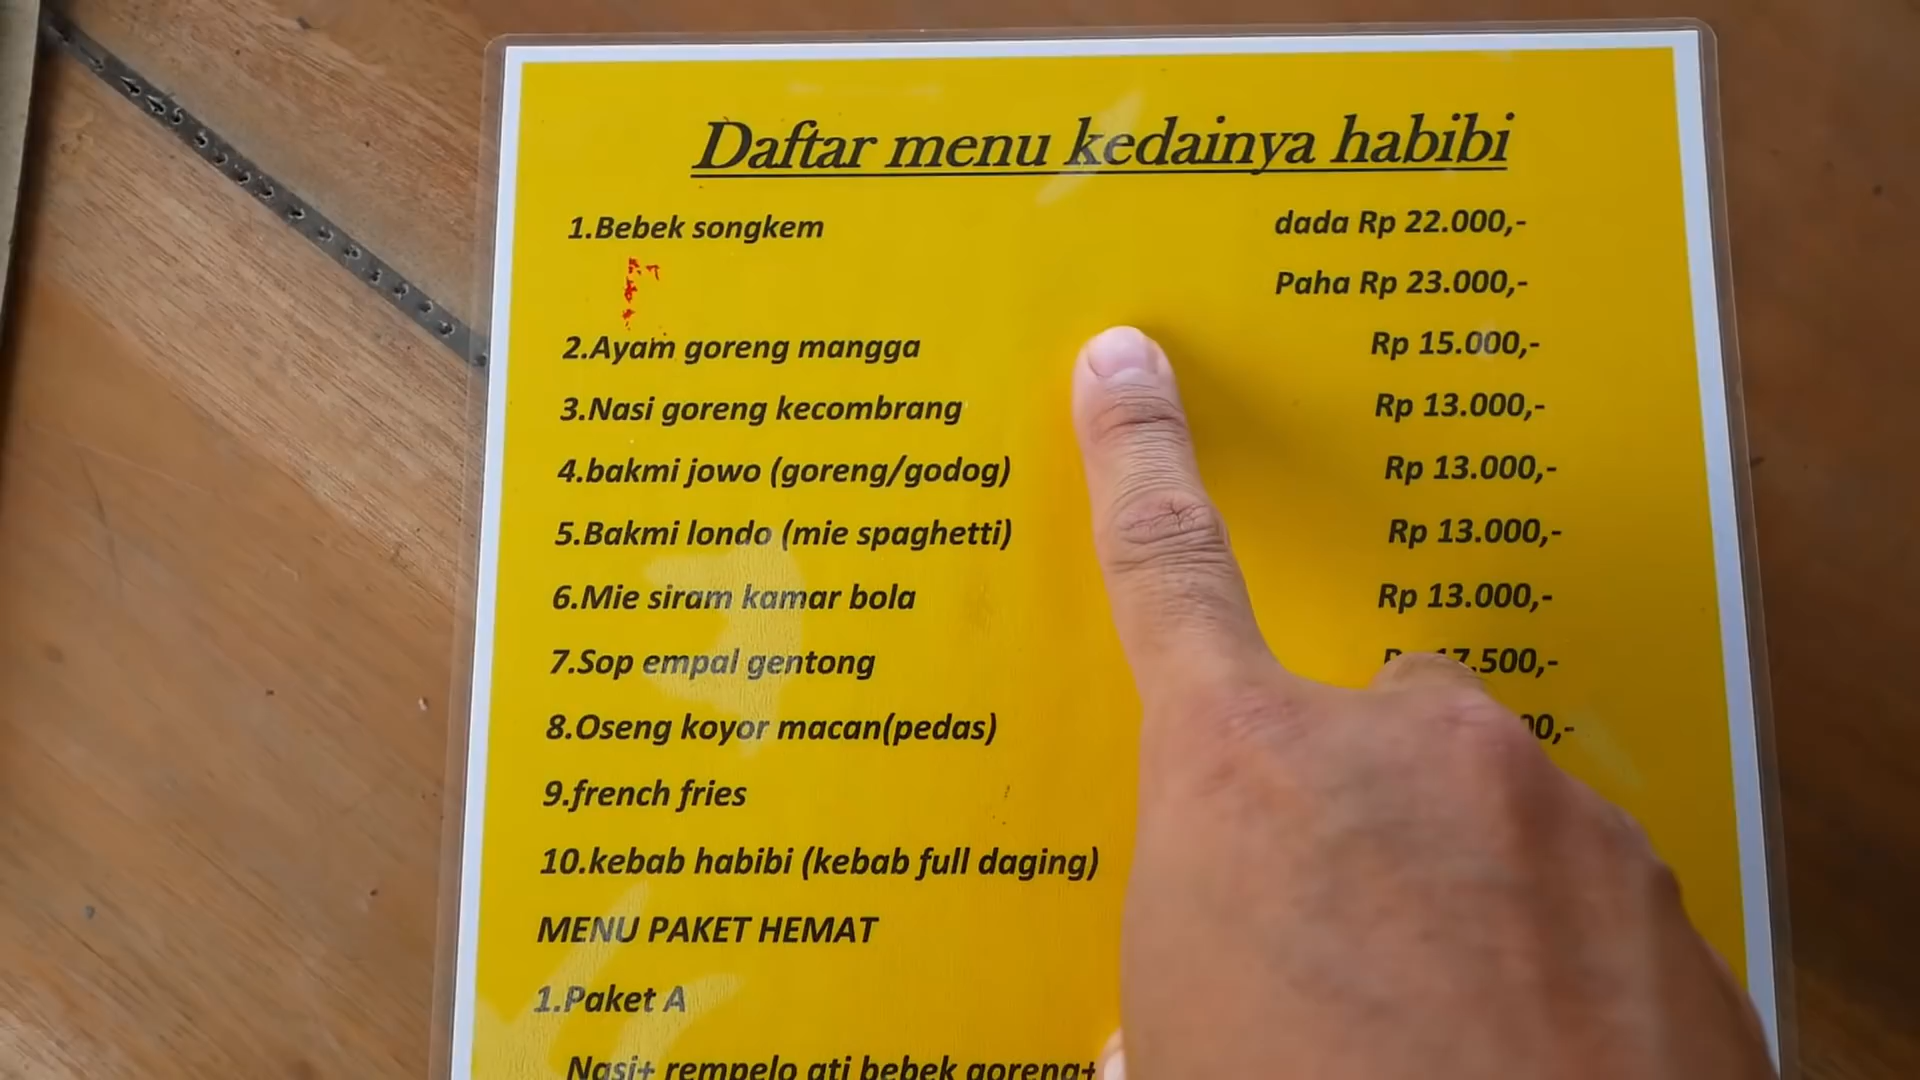 Daftar menu kedainya habibi
1.Bebek songkem dada Rp 22.000,-
Paha Rp 23.000,-
2.Ayam goreng mangga Rp 15.000,-
3.Nasi goreng kecombrang Rp 13.000,-
4.bakmi jowo (goreng/godog) Rp 13.000,-
5.Bakmi londo (mie spaghetti) Rp 13.000,-
6.Mie siram kamar bola Rp 13.000,-
7.Sop empal gentong Rp 17.500,-
8.Oseng koyor macan(pedas)
9.french fries
10.kebab habibi (kebab full daging)
MENU PAKET HEMAT
1.Paket A
Nasi+ rempelo ati bebek goreng+